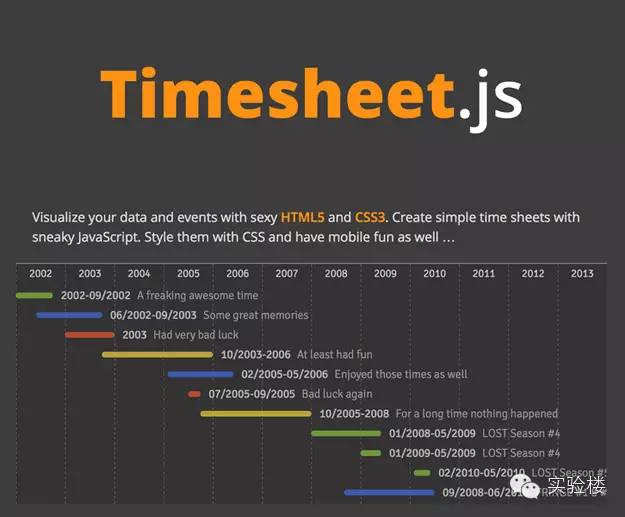 Timesheet.js
Visualize your data and events with sexy HTML5 and CSS3. Create simple time sheets with
sneaky JavaScript. Style them with CSS and have mobile fun as well ...
2002 2003 2004 2005 2006 2007 2008 2009 2010 2011 2012 2013
2002-09/2002 A freaking awesome time
06/2002-09/2003 Some great memories
2003 Had very bad luck
10/2003-2006 At least had fun
02/2005-05/2006 Enjoyed those times as well
07/2005-09/2005 Bad luck again
10/2005-2008 For a long time nothing happened
01/2008-05/2009 LOST Season #4
01/2009-05/2009 LOST Season #4
02/2010-05/2010 LOST Season
09/2008-06/
实验楼